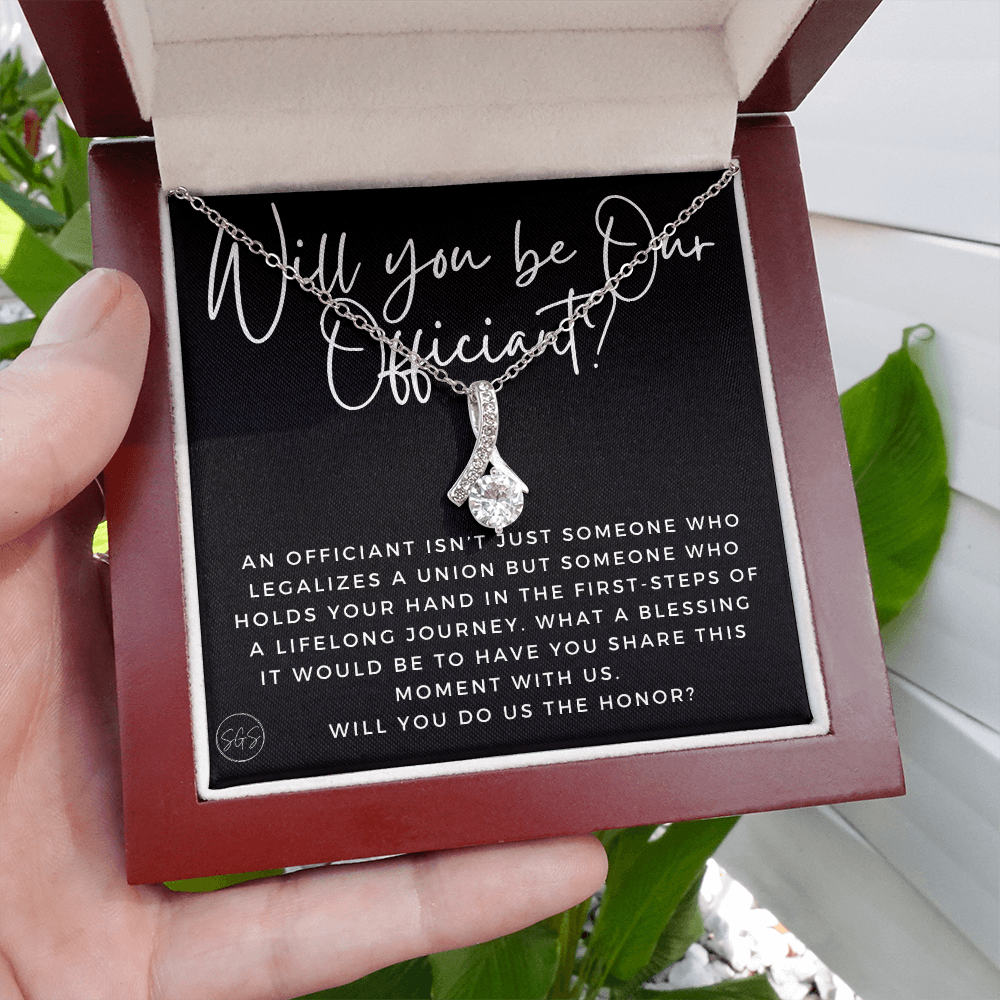 Will you be Our
Officiant?
AN OFFICIANT ISN'T JUST SOMEONE WHO
LEGALIZES A UNION BUT SOMEONE WHO
HOLDS YOUR HAND IN THE FIRST-STEPS OF
A LIFELONG JOURNEY. WHAT A BLESSING
IT WOULD BE TO HAVE YOU SHARE THIS
MOMENT WITH US.
WILL YOU DO US THE HONOR?
SGS